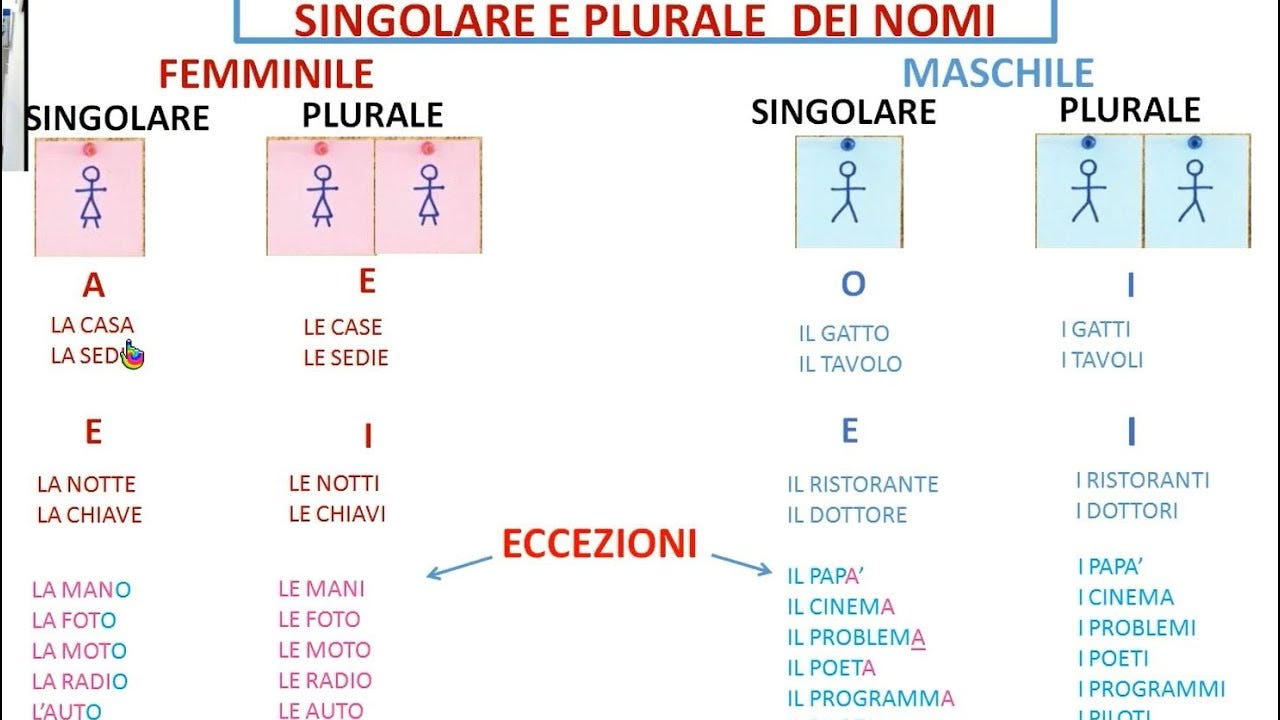 SINGOLARE E PLURALE DEI NOMI
FEMMINILE
SINGOLARE
PLURALE
A
E
LA CASA
LE CASE
LE SEDIE
E
I
LA NOTTE
LA CHIAVE
LE NOTTI
LE CHIAVI
MASCHILE
SINGOLARE
PLURALE
O
I
IL GATTO
IL TAVOLO
I GATTI
I TAVOLI
E
I
IL RISTORANTE
IL DOTTORE
I RISTORANTI
I DOTTORI
ECCEZIONI
LA MANO
LA FOTO
LA MOTO
LA RADIO
L'AUTO
LE MANI
LE FOTO
LE MOTO
LE RADIO
LE AUTO
IL PAPA'
IL CINEMA
IL PROBLEMA
IL POETA
IL PROGRAMMA
I PAPA'
I CINEMA
I PROBLEMI
I POETI
I PROGRAMMI
I PILOTI